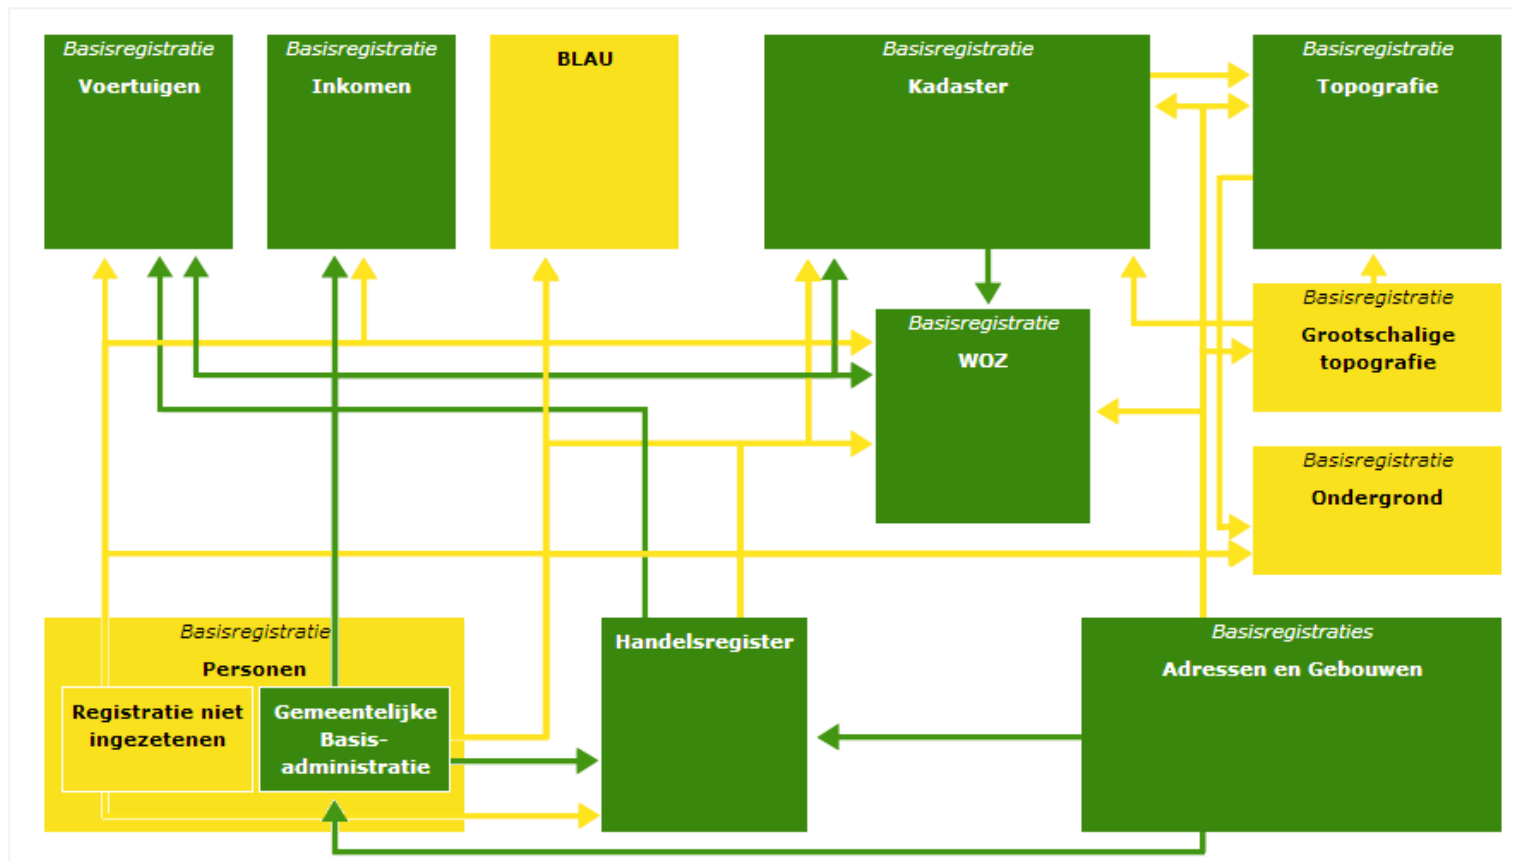 Basisregistratie
Voertuigen
Basisregistratie
Inkomen
BLAU
Basisregistratie
Kadaster
Basisregistratie
Topografie
Basisregistratie
WOZ
Basisregistratie
Grootschalige
topografie
Basisregistratie
Ondergrond
Basisregistratie
Personen
Registratie niet
ingezetenen
Gemeentelijke
Basis-
administratie
Handelsregister
Basisregistraties
Adressen en Gebouwen